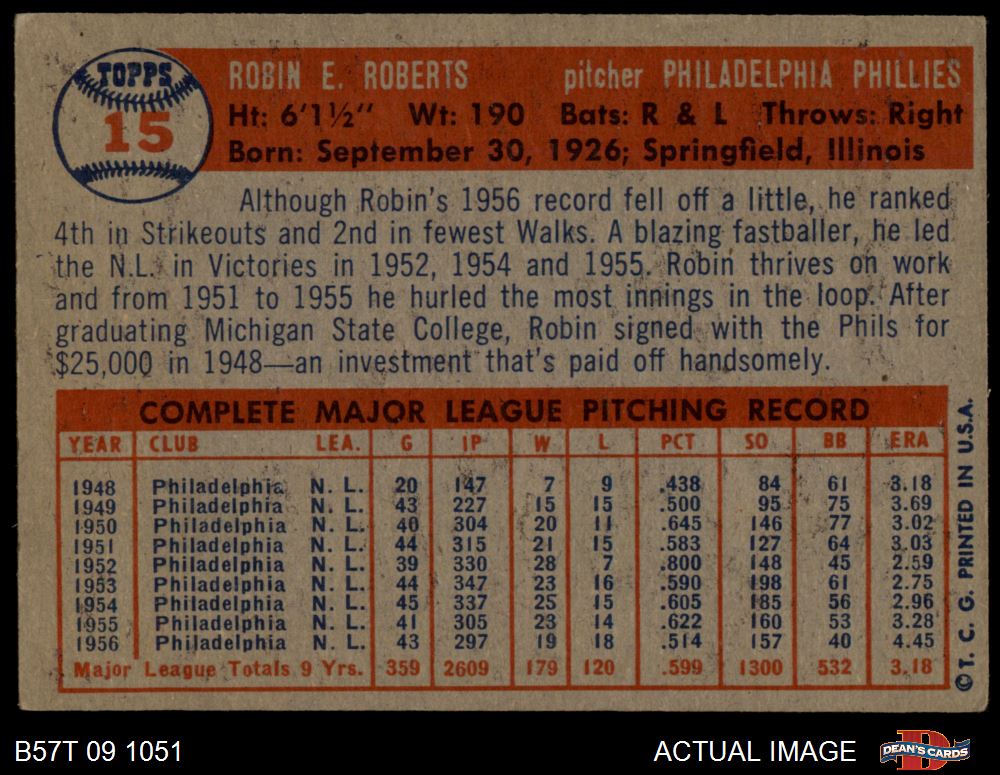 TOPPS
15
ROBIN E. ROBERTS pitcher PHILADELPHIA PHILLIES
Ht: 6'1½" Wt: 190 Bats: R & L Throws: Right
Born: September 30, 1926; Springfield, Illinois
Although Robin's 1956 record fell off a little, he ranked
4th in Strikeouts and 2nd in fewest Walks. A blazing fastballer, he led
the N.L. in Victories in 1952, 1954 and 1955. Robin thrives on work
and from 1951 to 1955 he hurled the most innings in the loop. After
graduating Michigan State College, Robin signed with the Phils for
$25,000 in 1948—an investment that's paid off handsomely.
COMPLETE MAJOR LEAGUE PITCHING RECORD
YEAR CLUB LEA. G IP W L PCT SO BB ERA
1948 Philadelphia N. L. 20 147 7 9 .438 84 61 3.18
1949 Philadelphia N. L. 43 227 15 15 .500 95 75 3.69
1950 Philadelphia N. L. 40 304 20 11 .645 146 77 3.02
1951 Philadelphia N. L. 44 315 21 15 .583 127 64 3.03
1952 Philadelphia N. L. 39 330 28 7 .800 148 45 2.59
1953 Philadelphia N. L. 44 347 23 16 .590 198 61 2.75
1954 Philadelphia N. L. 45 337 25 15 .605 185 56 2.96
1955 Philadelphia N. L. 41 305 23 14 .622 160 53 3.28
1956 Philadelphia N. L. 43 297 19 18 .514 157 40 4.45
Major League Totals 9 Yrs. 359 2609 179 120 .599 1300 532 3.18
©T. C. G. PRINTED IN U.S.A.
B57T 09 1051
ACTUAL IMAGE
D
DEAN'S CARDS